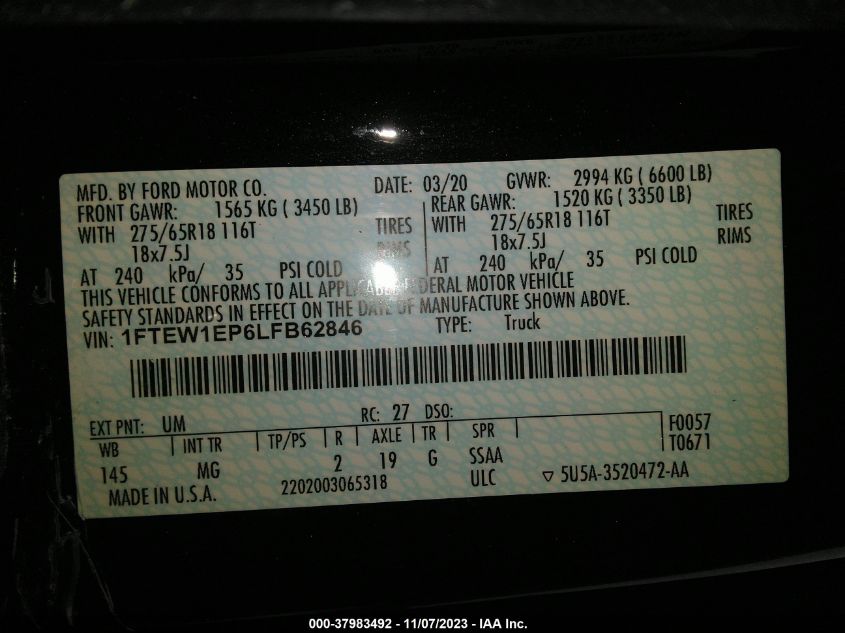 MFD. BY FORD MOTOR CO. DATE: 03/20 GVWR: 2994 KG ( 6600 LB)
FRONT GAWR: 1565 KG ( 3450 LB) REAR GAWR: 1520 KG ( 3350 LB)
WITH 275/65R18 116T TIRES WITH 275/65R18 116T TIRES
18x7.5J RIMS 18x7.5J RIMS
AT 240 kPa/ 35 PSI COLD AT 240 kPa/ 35 PSI COLD
THIS VEHICLE CONFORMS TO ALL APPLICABLE FEDERAL MOTOR VEHICLE
SAFETY STANDARDS IN EFFECT ON THE DATE OF MANUFACTURE SHOWN ABOVE.
VIN: 1FTEW1EP6LFB62846 TYPE: Truck
EXT PNT: UM RC: 27 DSO: F0057
WB INT TR TP/PS R AXLE TR SPR T0671
145 MG 2 19 G SSAA
MADE IN U.S.A. 2202003065318 ULC ▽ 5U5A-3520472-AA
000-37983492 - 11/07/2023 - IAA Inc.